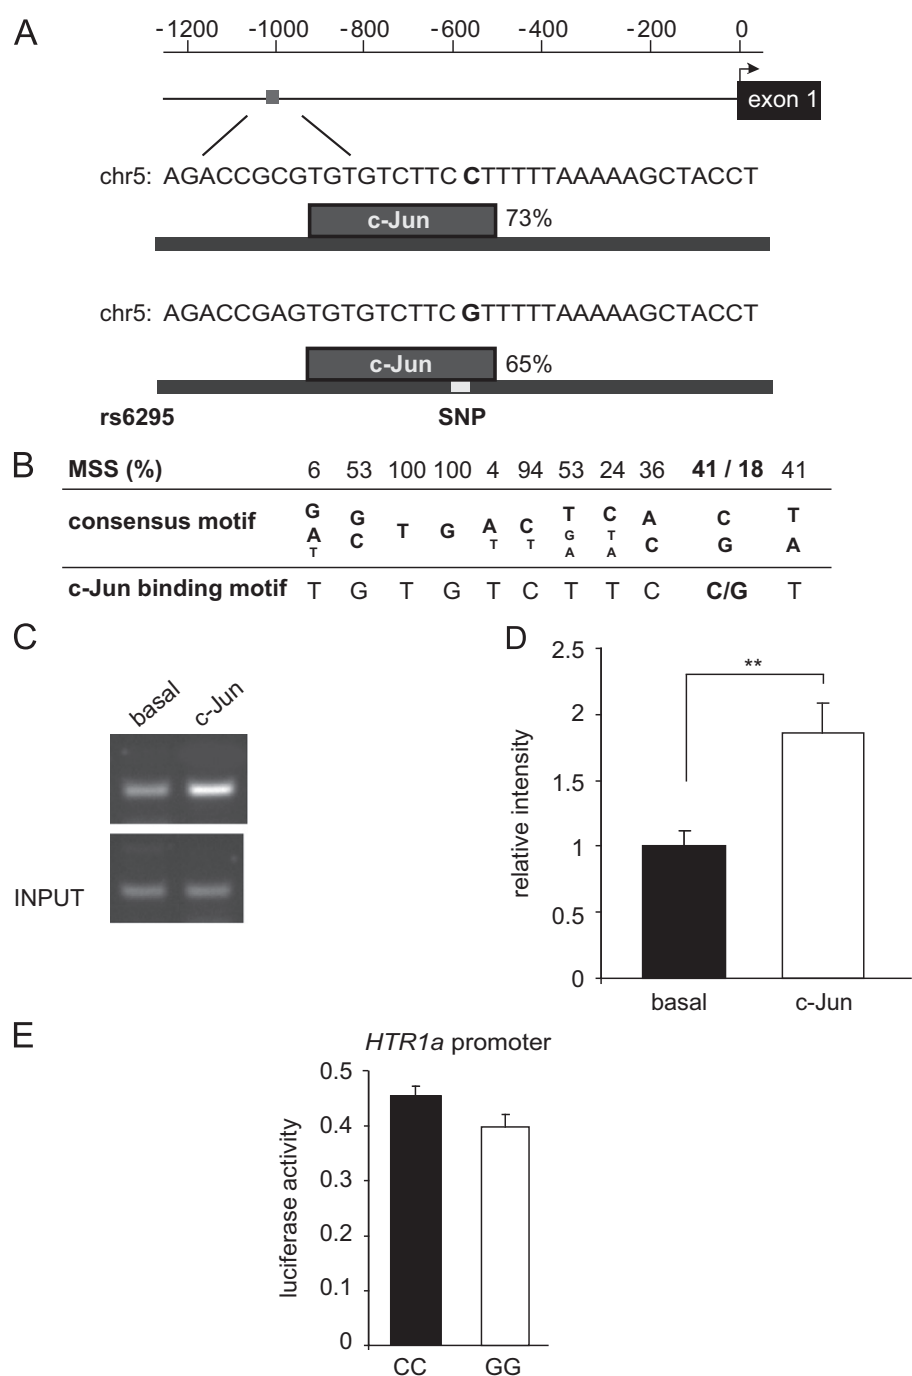 A
-1200 -1000 -800 -600 -400 -200 0
exon 1
chr5: AGACCGCGTGTGTCTTC CTTTTTAAAAAGCTACCT
c-Jun 73%
chr5: AGACCGAGTGTGTCTTC GTTTTTAAAAAGCTACCT
c-Jun 65%
rs6295 SNP
B
MSS (%) 6 53 100 100 4 94 53 24 36 41 / 18 41
consensus motif G A T G C T G A T C T T G A C T A A C C G T A
c-Jun binding motif T G T G T C T T C C/G T
C
basal c-Jun
INPUT
D
2.5
2
1.5
1
0.5
0
relative intensity
**
basal c-Jun
E
HTR1a promoter
0.5
0.4
0.3
0.2
0.1
0
luciferase activity
CC GG